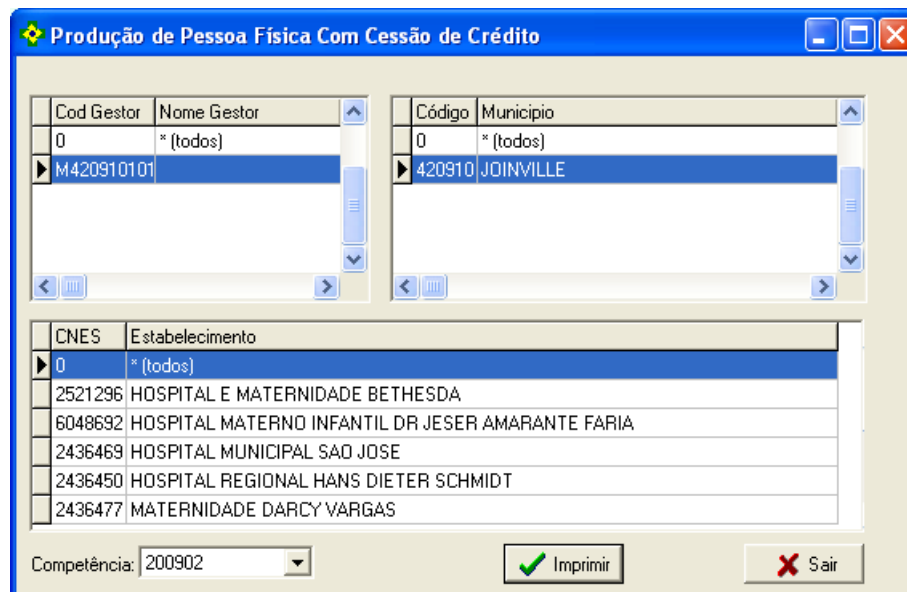 Produção de Pessoa Física Com Cessão de Crédito
Cod Gestor Nome Gestor
0 * (todos)
M420910101
Código Municipio
0 * (todos)
420910 JOINVILLE
CNES Estabelecimento
0 * (todos)
2521296 HOSPITAL E MATERNIDADE BETHESDA
6048692 HOSPITAL MATERNO INFANTIL DR JESER AMARANTE FARIA
2436469 HOSPITAL MUNICIPAL SAO JOSE
2436450 HOSPITAL REGIONAL HANS DIETER SCHMIDT
2436477 MATERNIDADE DARCY VARGAS
Competência: 200902 Imprimir Sair